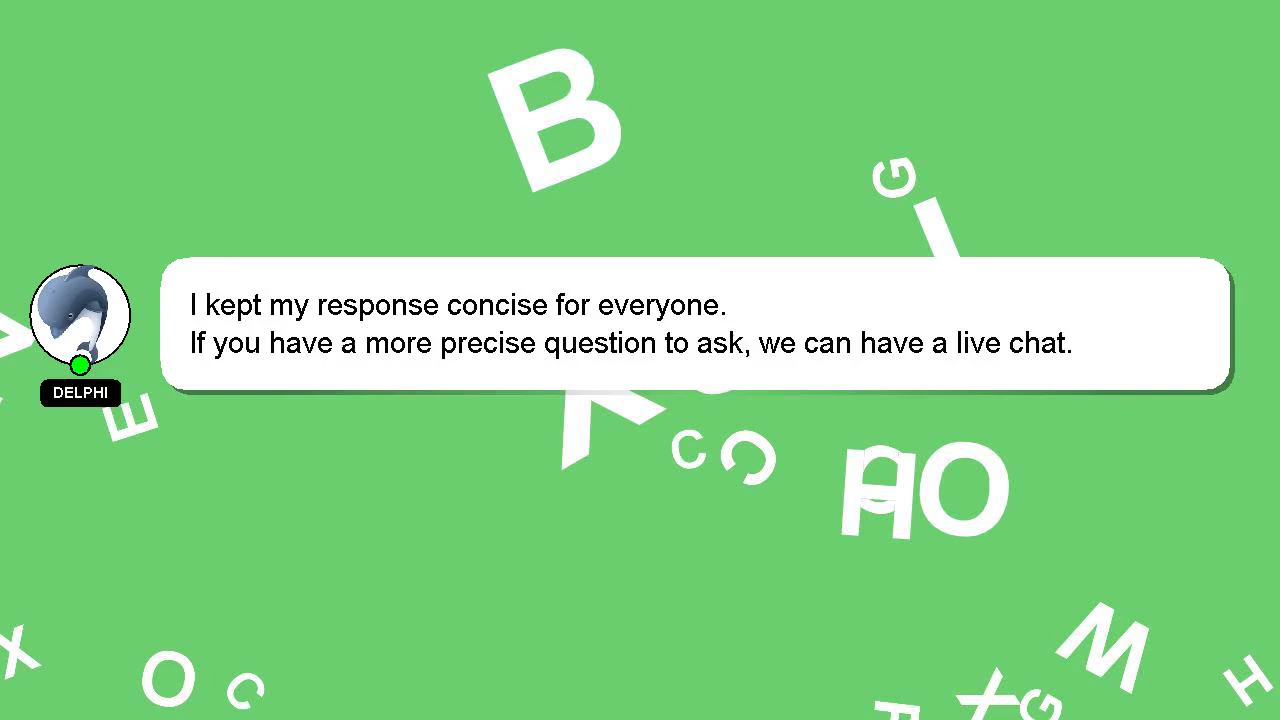 B
G
I
I kept my response concise for everyone.
If you have a more precise question to ask, we can have a live chat.
DELPHI
E
X
C
C
H
O
O
M
X
O
C
H
X
G